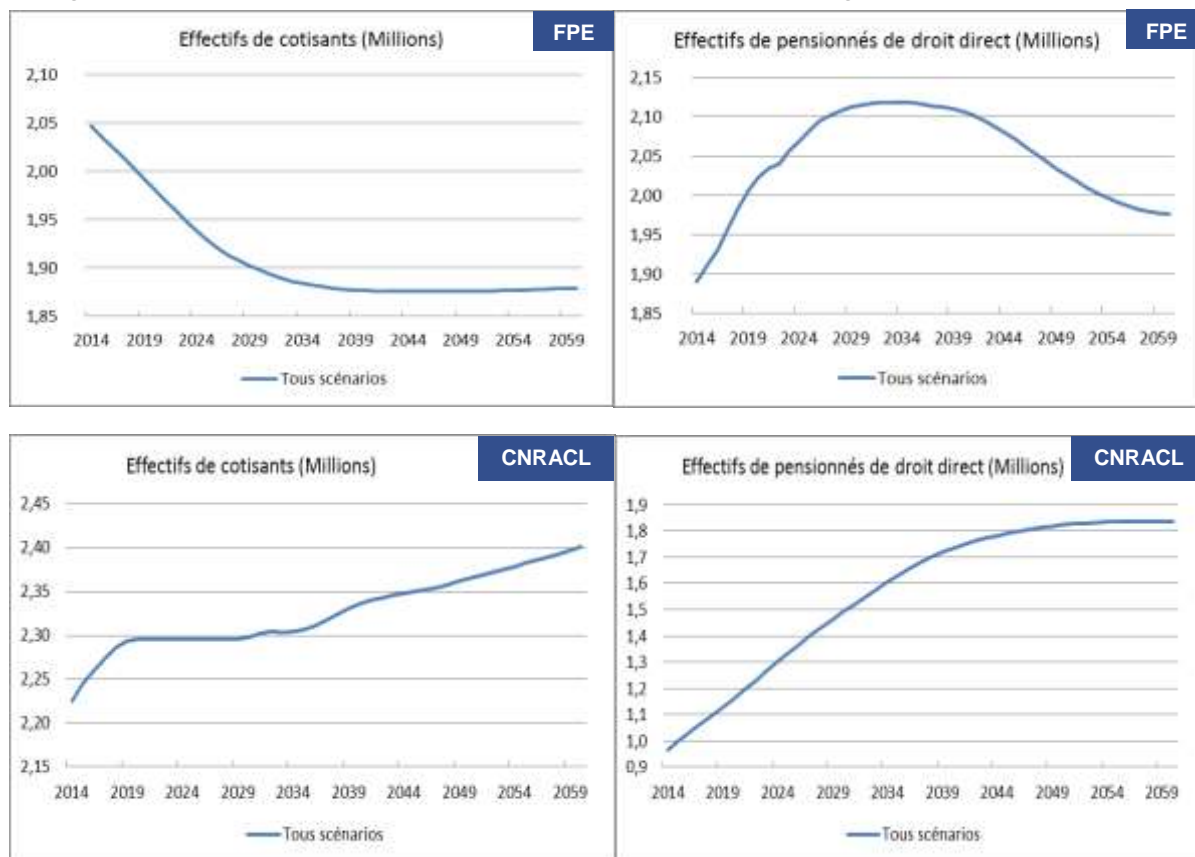 Effectifs de cotisants (Millions)
FPE
2,10
2,05
2,00
1,95
1,90
1,85
2014 2019 2024 2029 2034 2039 2044 2049 2054 2059
Tous scénarios
Effectifs de pensionnés de droit direct (Millions)
FPE
2,15
2,10
2,05
2,00
1,95
1,90
1,85
2014 2019 2024 2029 2034 2039 2044 2049 2054 2059
Tous scénarios
Effectifs de cotisants (Millions)
CNRACL
2,45
2,40
2,35
2,30
2,25
2,20
2,15
2014 2019 2024 2029 2034 2039 2044 2049 2054 2059
Tous scénarios
Effectifs de pensionnés de droit direct (Millions)
CNRACL
1,9
1,8
1,7
1,6
1,5
1,4
1,3
1,2
1,1
1,0
0,9
2014 2019 2024 2029 2034 2039 2044 2049 2054 2059
Tous scénarios